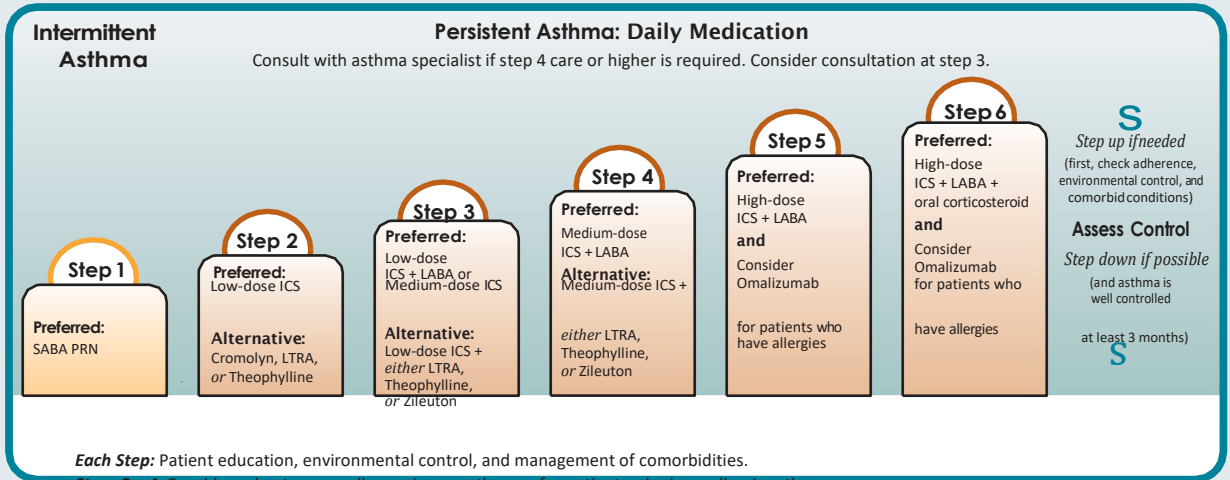 Intermittent
Asthma
Persistent Asthma: Daily Medication
Consult with asthma specialist if step 4 care or higher is required. Consider consultation at step 3.
Step 1
Preferred:
SABA PRN
Step 2
Preferred:
Low-dose ICS
Alternative:
Cromolyn, LTRA,
or Theophylline
Step 3
Preferred:
Low-dose
ICS + LABA or
Medium-dose ICS
Alternative:
Low-dose ICS +
either LTRA,
Theophylline,
or Zileuton
Step 4
Preferred:
Medium-dose
ICS + LABA
Alternative:
Medium-dose ICS +
either LTRA,
Theophylline,
or Zileuton
Step 5
Preferred:
High-dose
ICS + LABA
and
Consider
Omalizumab
for patients who
have allergies
Step 6
Preferred:
High-dose
ICS + LABA +
oral corticosteroid
and
Consider
Omalizumab
for patients who
have allergies
S
Step up ifneeded
(first, check adherence,
environmental control, and
comorbid conditions)
Assess Control
Step down if possible
(and asthma is
well controlled
at least 3 months)
S
Each Step: Patient education, environmental control, and management of comorbidities.